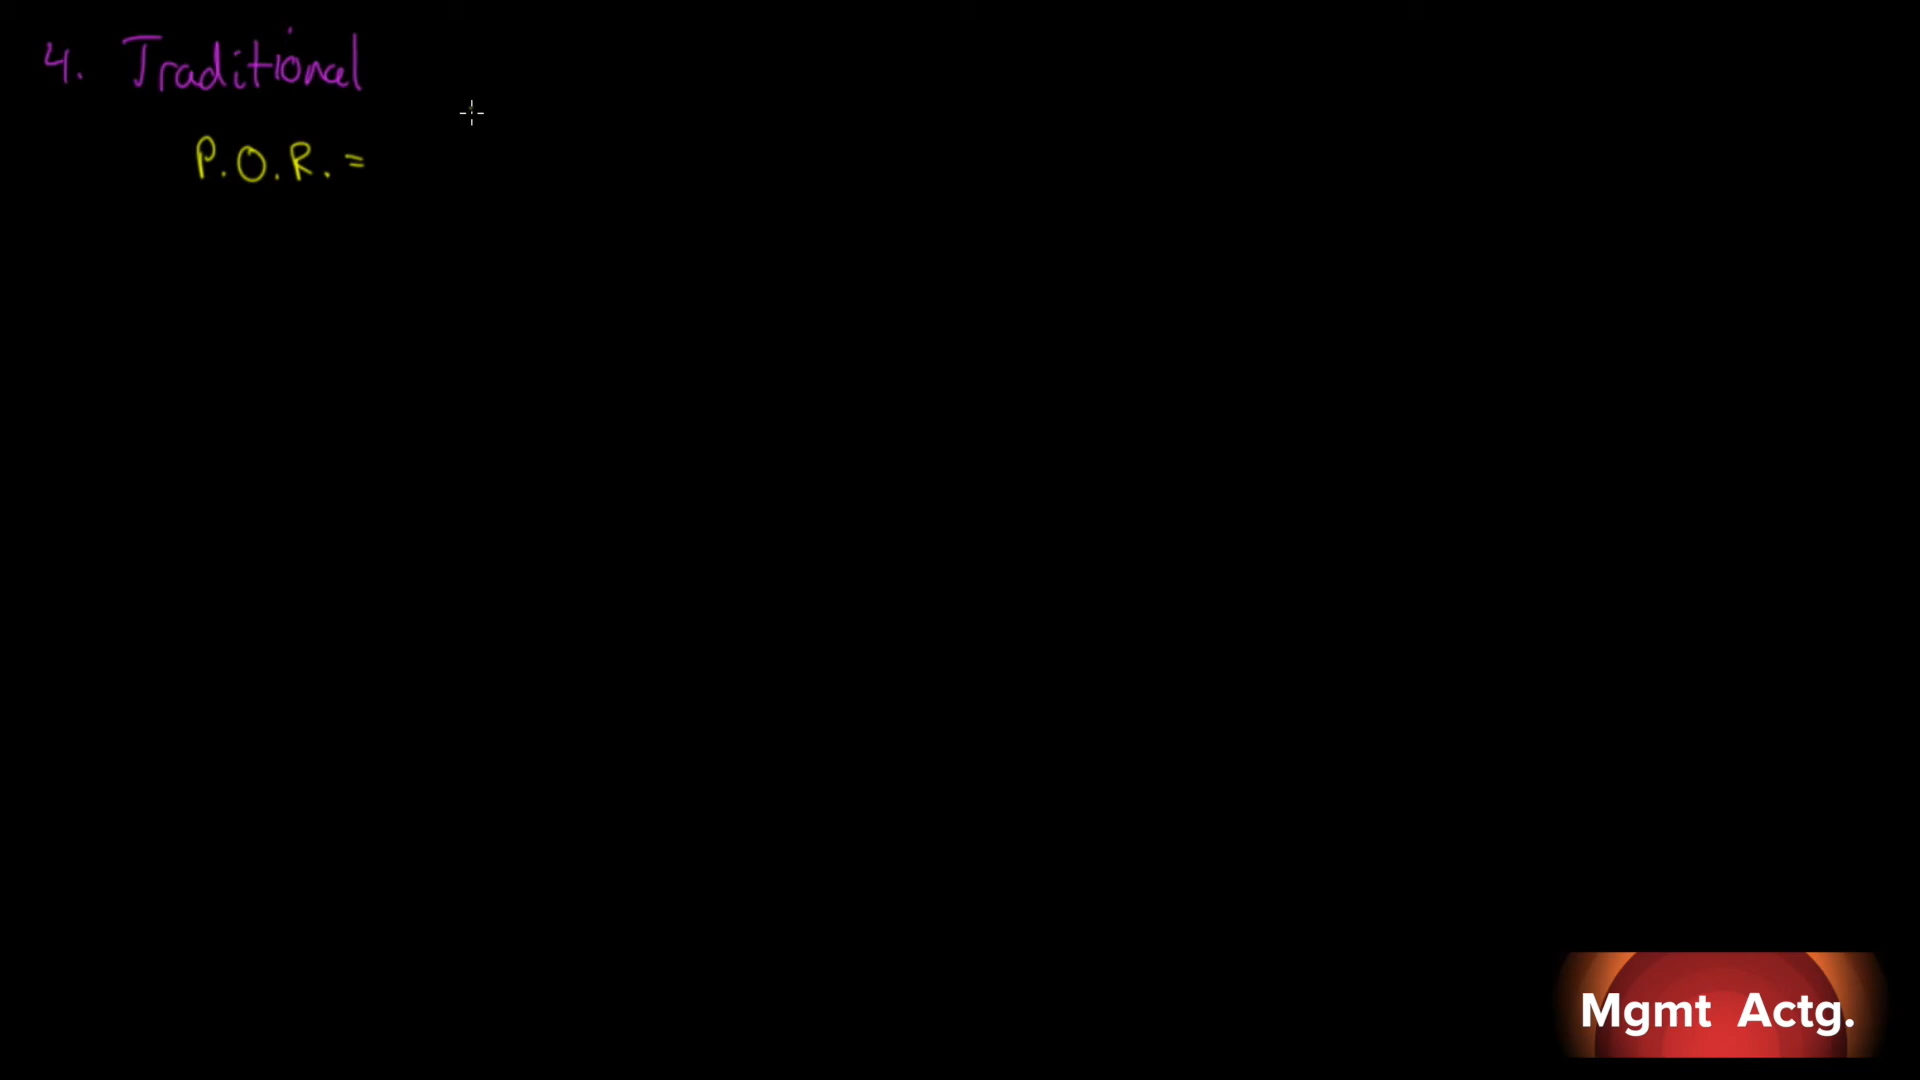 4. Traditional
P.O.R. =
Mgmt Actg.